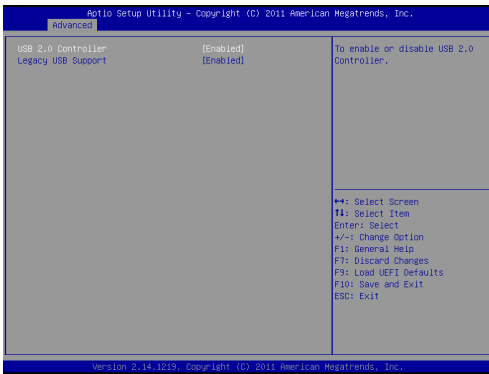 Aptio Setup Utility – Copyright (C) 2011 American Megatrends, Inc.
Advanced
USB 2.0 Controller [Enabled]
Legacy USB Support [Enabled]
To enable or disable USB 2.0
Controller.
↔: Select Screen
↑↓: Select Item
Enter: Select
+/-: Change Option
F1: General Help
F7: Discard Changes
F9: Load UEFI Defaults
F10: Save and Exit
ESC: Exit
Version 2.14.1219. Copyright (C) 2011 American Megatrends, Inc.